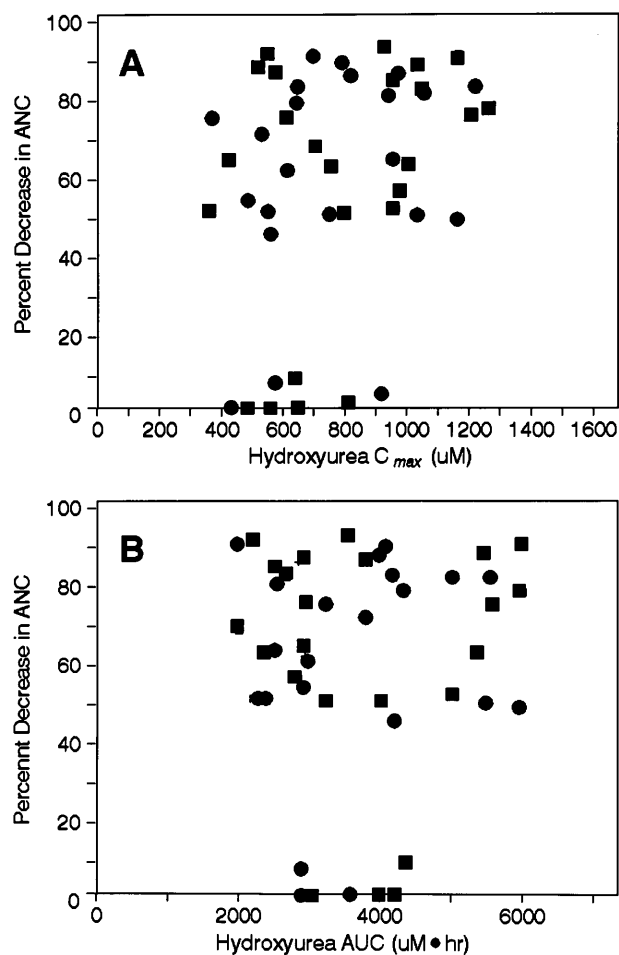 100
A
80
60
40
20
0
Percent Decrease in ANC
0 200 400 600 800 1000 1200 1400 1600
Hydroxyurea C max (uM)
100
B
80
60
40
20
0
Percennt Decrease in ANC
0 2000 4000 6000
Hydroxyurea AUC (uM•hr)